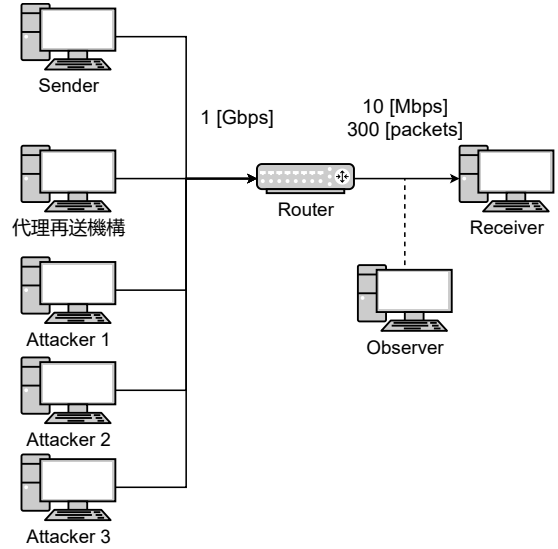 Sender
1 [Gbps]
10 [Mbps]
300 [packets]
代理再送機構
Router
Receiver
Attacker 1
Observer
Attacker 2
Attacker 3